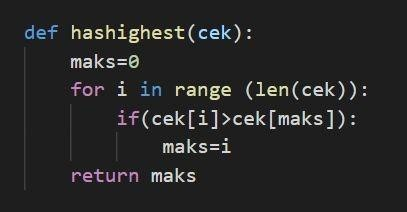 def hashighest(cek):
    maks=0
    for i in range (len(cek)):
        if(cek[i]>cek[maks]):
            maks=i
    return maks